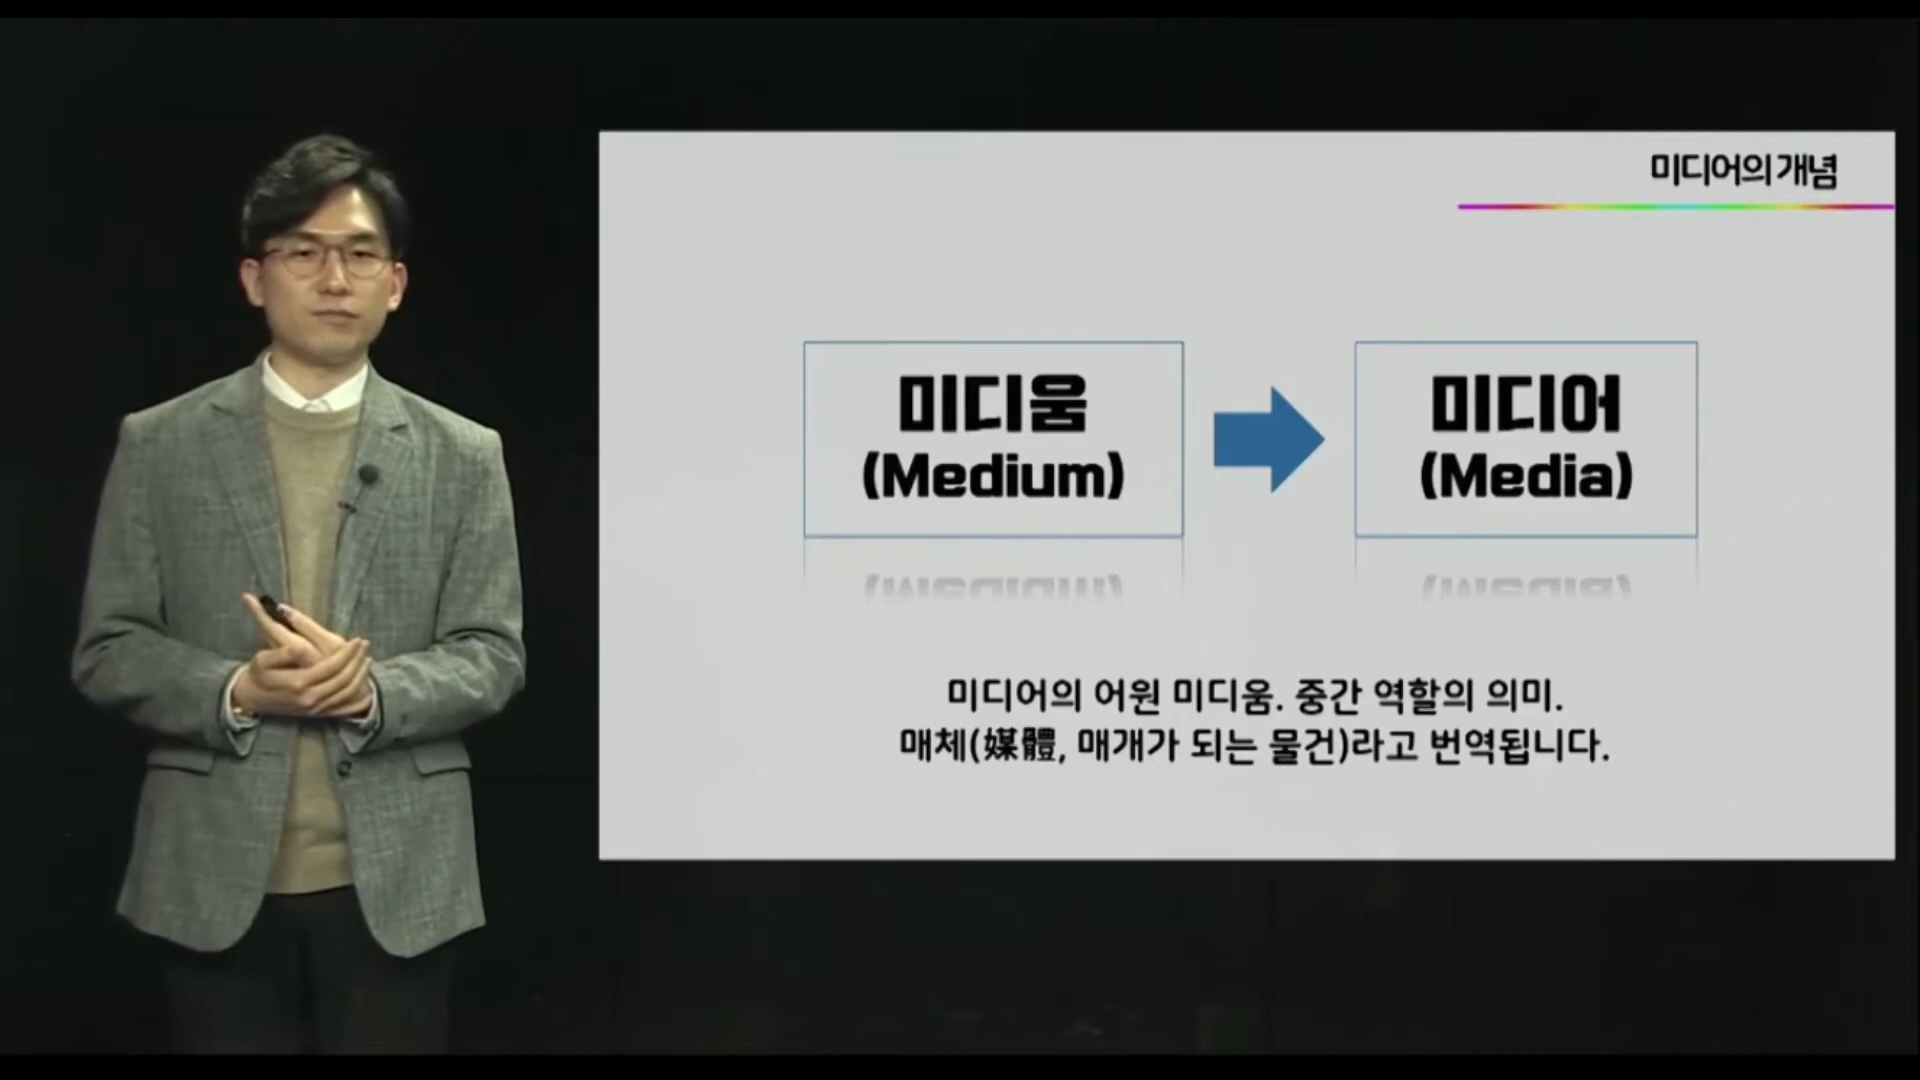 미디어의 개념
미디움
(Medium)
미디어
(Media)
미디어의 어원 미디움. 중간 역할의 의미.
매체(媒體, 매개가 되는 물건)라고 번역됩니다.